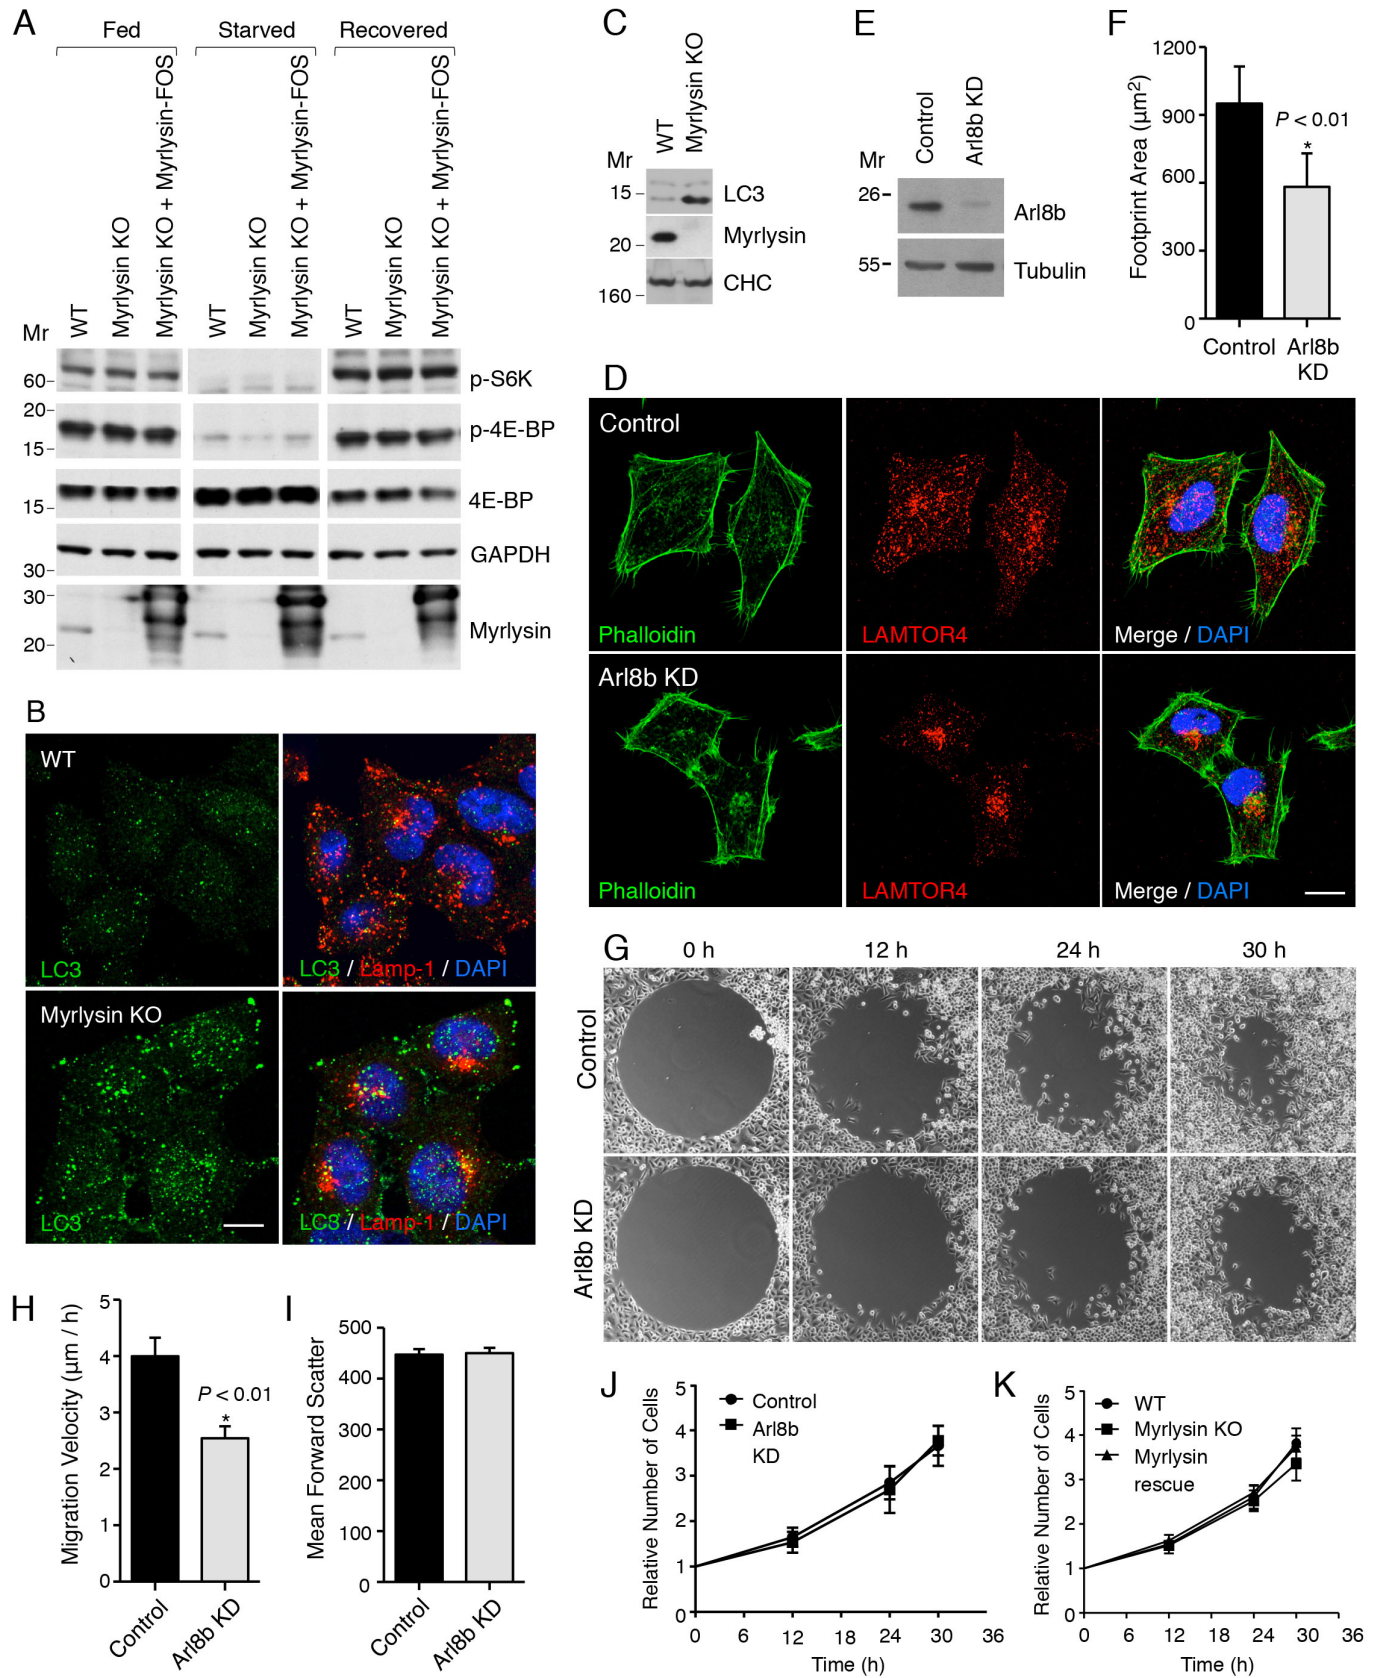 A
Fed
Starved
Recovered
WT
Myrlysin KO
Myrlysin KO + Myrlysin-FOS
WT
Myrlysin KO
Myrlysin KO + Myrlysin-FOS
WT
Myrlysin KO
Myrlysin KO + Myrlysin-FOS
Mr
60
p-S6K
20
15
p-4E-BP
15
4E-BP
30
GAPDH
30
20
Myrlysin
B
WT
LC3
LC3 / Lamp-1 / DAPI
Myrlysin KO
LC3
LC3 / Lamp-1 / DAPI
C
WT
Myrlysin KO
Mr
15
LC3
20
Myrlysin
160
CHC
D
Control
Phalloidin
LAMTOR4
Merge / DAPI
Arl8b KD
Phalloidin
LAMTOR4
Merge / DAPI
E
Control
Arl8b KD
Mr
26
Arl8b
55
Tubulin
F
Footprint Area (µm²)
1200
900
600
300
0
P < 0.01
*
Control
Arl8b
KD
G
0 h
12 h
24 h
30 h
Control
Arl8b KD
H
Migration Velocity (µm / h)
5
4
3
2
1
0
P < 0.01
*
Control
Arl8b KD
I
Mean Forward Scatter
500
400
300
200
100
0
Control
Arl8b KD
J
Relative Number of Cells
5
4
3
2
1
0
Control
Arl8b
KD
0 6 12 18 24 30 36
Time (h)
K
Relative Number of Cells
5
4
3
2
1
0
WT
Myrlysin KO
Myrlysin
rescue
0 6 12 18 24 30 36
Time (h)